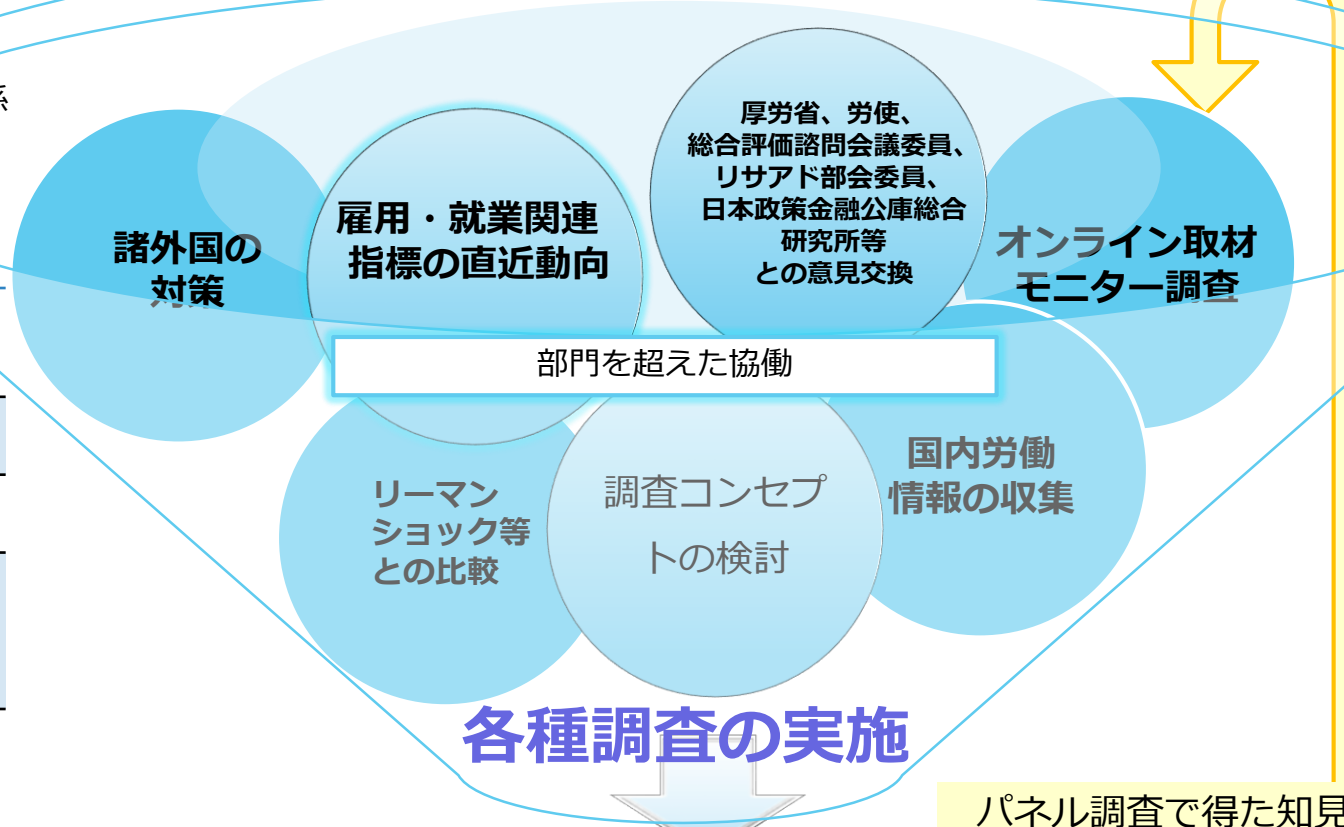 係
厚労省、労使、
総合評価諮問会議委員、
リサアド部会委員、
日本政策金融公庫総合
研究所等
との意見交換
雇用・就業関連
指標の直近動向
諸外国の
対策
オンライン取材
モニター調査
部門を超えた協働
リーマン
ショック等
との比較
調査コンセプ
トの検討
国内労働
情報の収集
各種調査の実施
パネル調査で得た知見